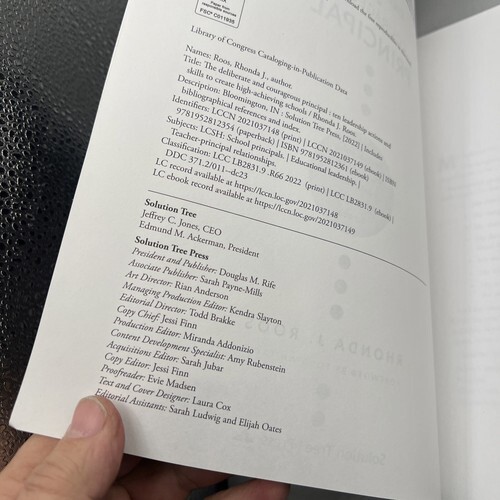 Paper from
responsible sources
FSC® C011935
Library of Congress Cataloging-in-Publication Data
Names: Roos, Rhonda J., author.
Title: The deliberate and courageous principal : ten leadership actions and
skills to create high-achieving schools / Rhonda J. Roos.
Description: Bloomington, IN : Solution Tree Press, [2022] | Includes
bibliographical references and index.
Identifiers: LCCN 2021037148 (print) | LCCN 2021037149 (ebook) | ISBN
9781952812354 (paperback) | ISBN 9781952812361 (ebook)
Subjects: LCSH: School principals. | Educational leadership. |
Teacher-principal relationships.
Classification: LCC LB2831.9 .R66 2022 (print) | LCC LB2831.9 (ebook) |
DDC 371.2/011--dc23
LC record available at https://lccn.loc.gov/2021037148
LC ebook record available at https://lccn.loc.gov/2021037149
Solution Tree
Jeffrey C. Jones, CEO
Edmund M. Ackerman, President
Solution Tree Press
President and Publisher: Douglas M. Rife
Associate Publisher: Sarah Payne-Mills
Art Director: Rian Anderson
Managing Production Editor: Kendra Slayton
Editorial Director: Todd Brakke
Copy Chief: Jessi Finn
Production Editor: Miranda Addonizio
Content Development Specialist: Amy Rubenstein
Acquisitions Editor: Sarah Jubar
Copy Editor: Jessi Finn
Proofreader: Evie Madsen
Text and Cover Designer: Laura Cox
Editorial Assistants: Sarah Ludwig and Elijah Oates